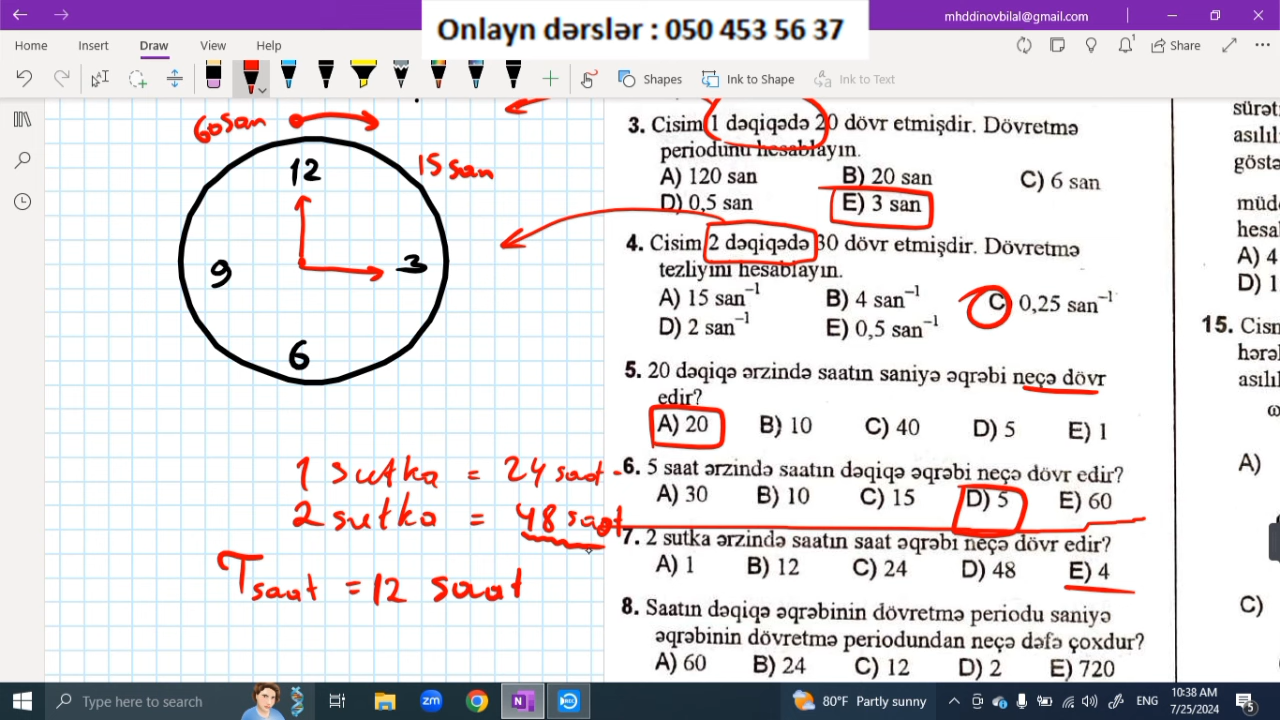 Onlayn dərslər : 050 453 56 37
mhddinovbilal@gmail.com
Home Insert Draw View Help
Share
Shapes Ink to Shape Ink to Text
60 san
15 san
12
9
3
6
1 sutka = 24 saat
2 sutka = 48 saat
T saat = 12 saat
3. Cisim 1 dəqiqədə 20 dövr etmişdir. Dövretmə
periodunu hesablayın.
A) 120 san B) 20 san C) 6 san
D) 0,5 san E) 3 san
4. Cisim 2 dəqiqədə 30 dövr etmişdir. Dövretmə
tezliyini hesablayın.
A) 15 san⁻¹ B) 4 san⁻¹ C) 0,25 san⁻¹
D) 2 san⁻¹ E) 0,5 san⁻¹
5. 20 dəqiqə ərzində saatın saniyə əqrəbi neçə dövr
edir?
A) 20 B) 10 C) 40 D) 5 E) 1
6. 5 saat ərzində saatın dəqiqə əqrəbi neçə dövr edir?
A) 30 B) 10 C) 15 D) 5 E) 60
7. 2 sutka ərzində saatın saat əqrəbi neçə dövr edir?
A) 1 B) 12 C) 24 D) 48 E) 4
8. Saatın dəqiqə əqrəbinin dövretmə periodu saniyə
əqrəbinin dövretmə periodundan neçə dəfə çoxdur?
A) 60 B) 24 C) 12 D) 2 E) 720
A) 4
D) 1
15.
ω
A)
C)
Type here to search
80°F Partly sunny
ENG
10:38 AM
7/25/2024
5